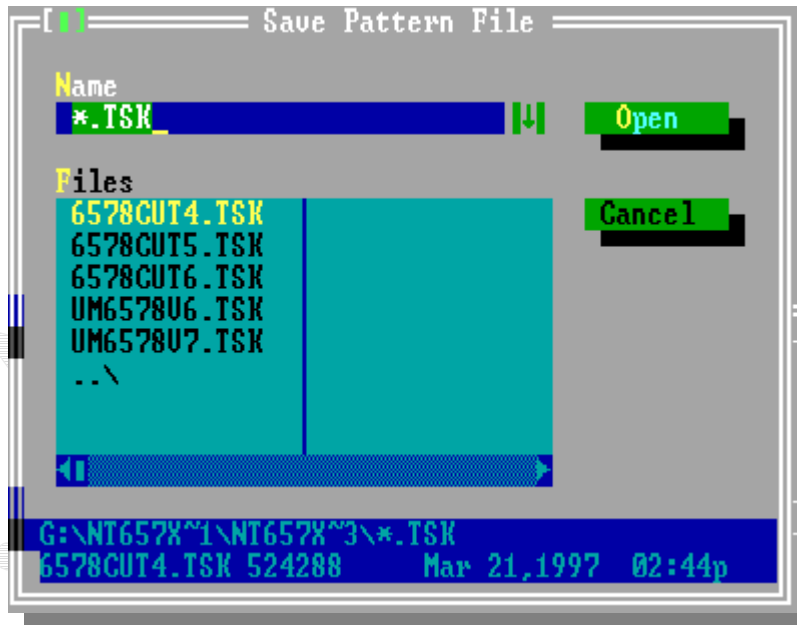 Save Pattern File
Name
*.TSK
Open
Files
6578CUT4.TSK
Cancel
6578CUT5.TSK
6578CUT6.TSK
UM6578V6.TSK
UM6578V7.TSK
..\
G:\NT657X~1\NT657X~3\*.TSK
6578CUT4.TSK 524288 Mar 21,1997 02:44p